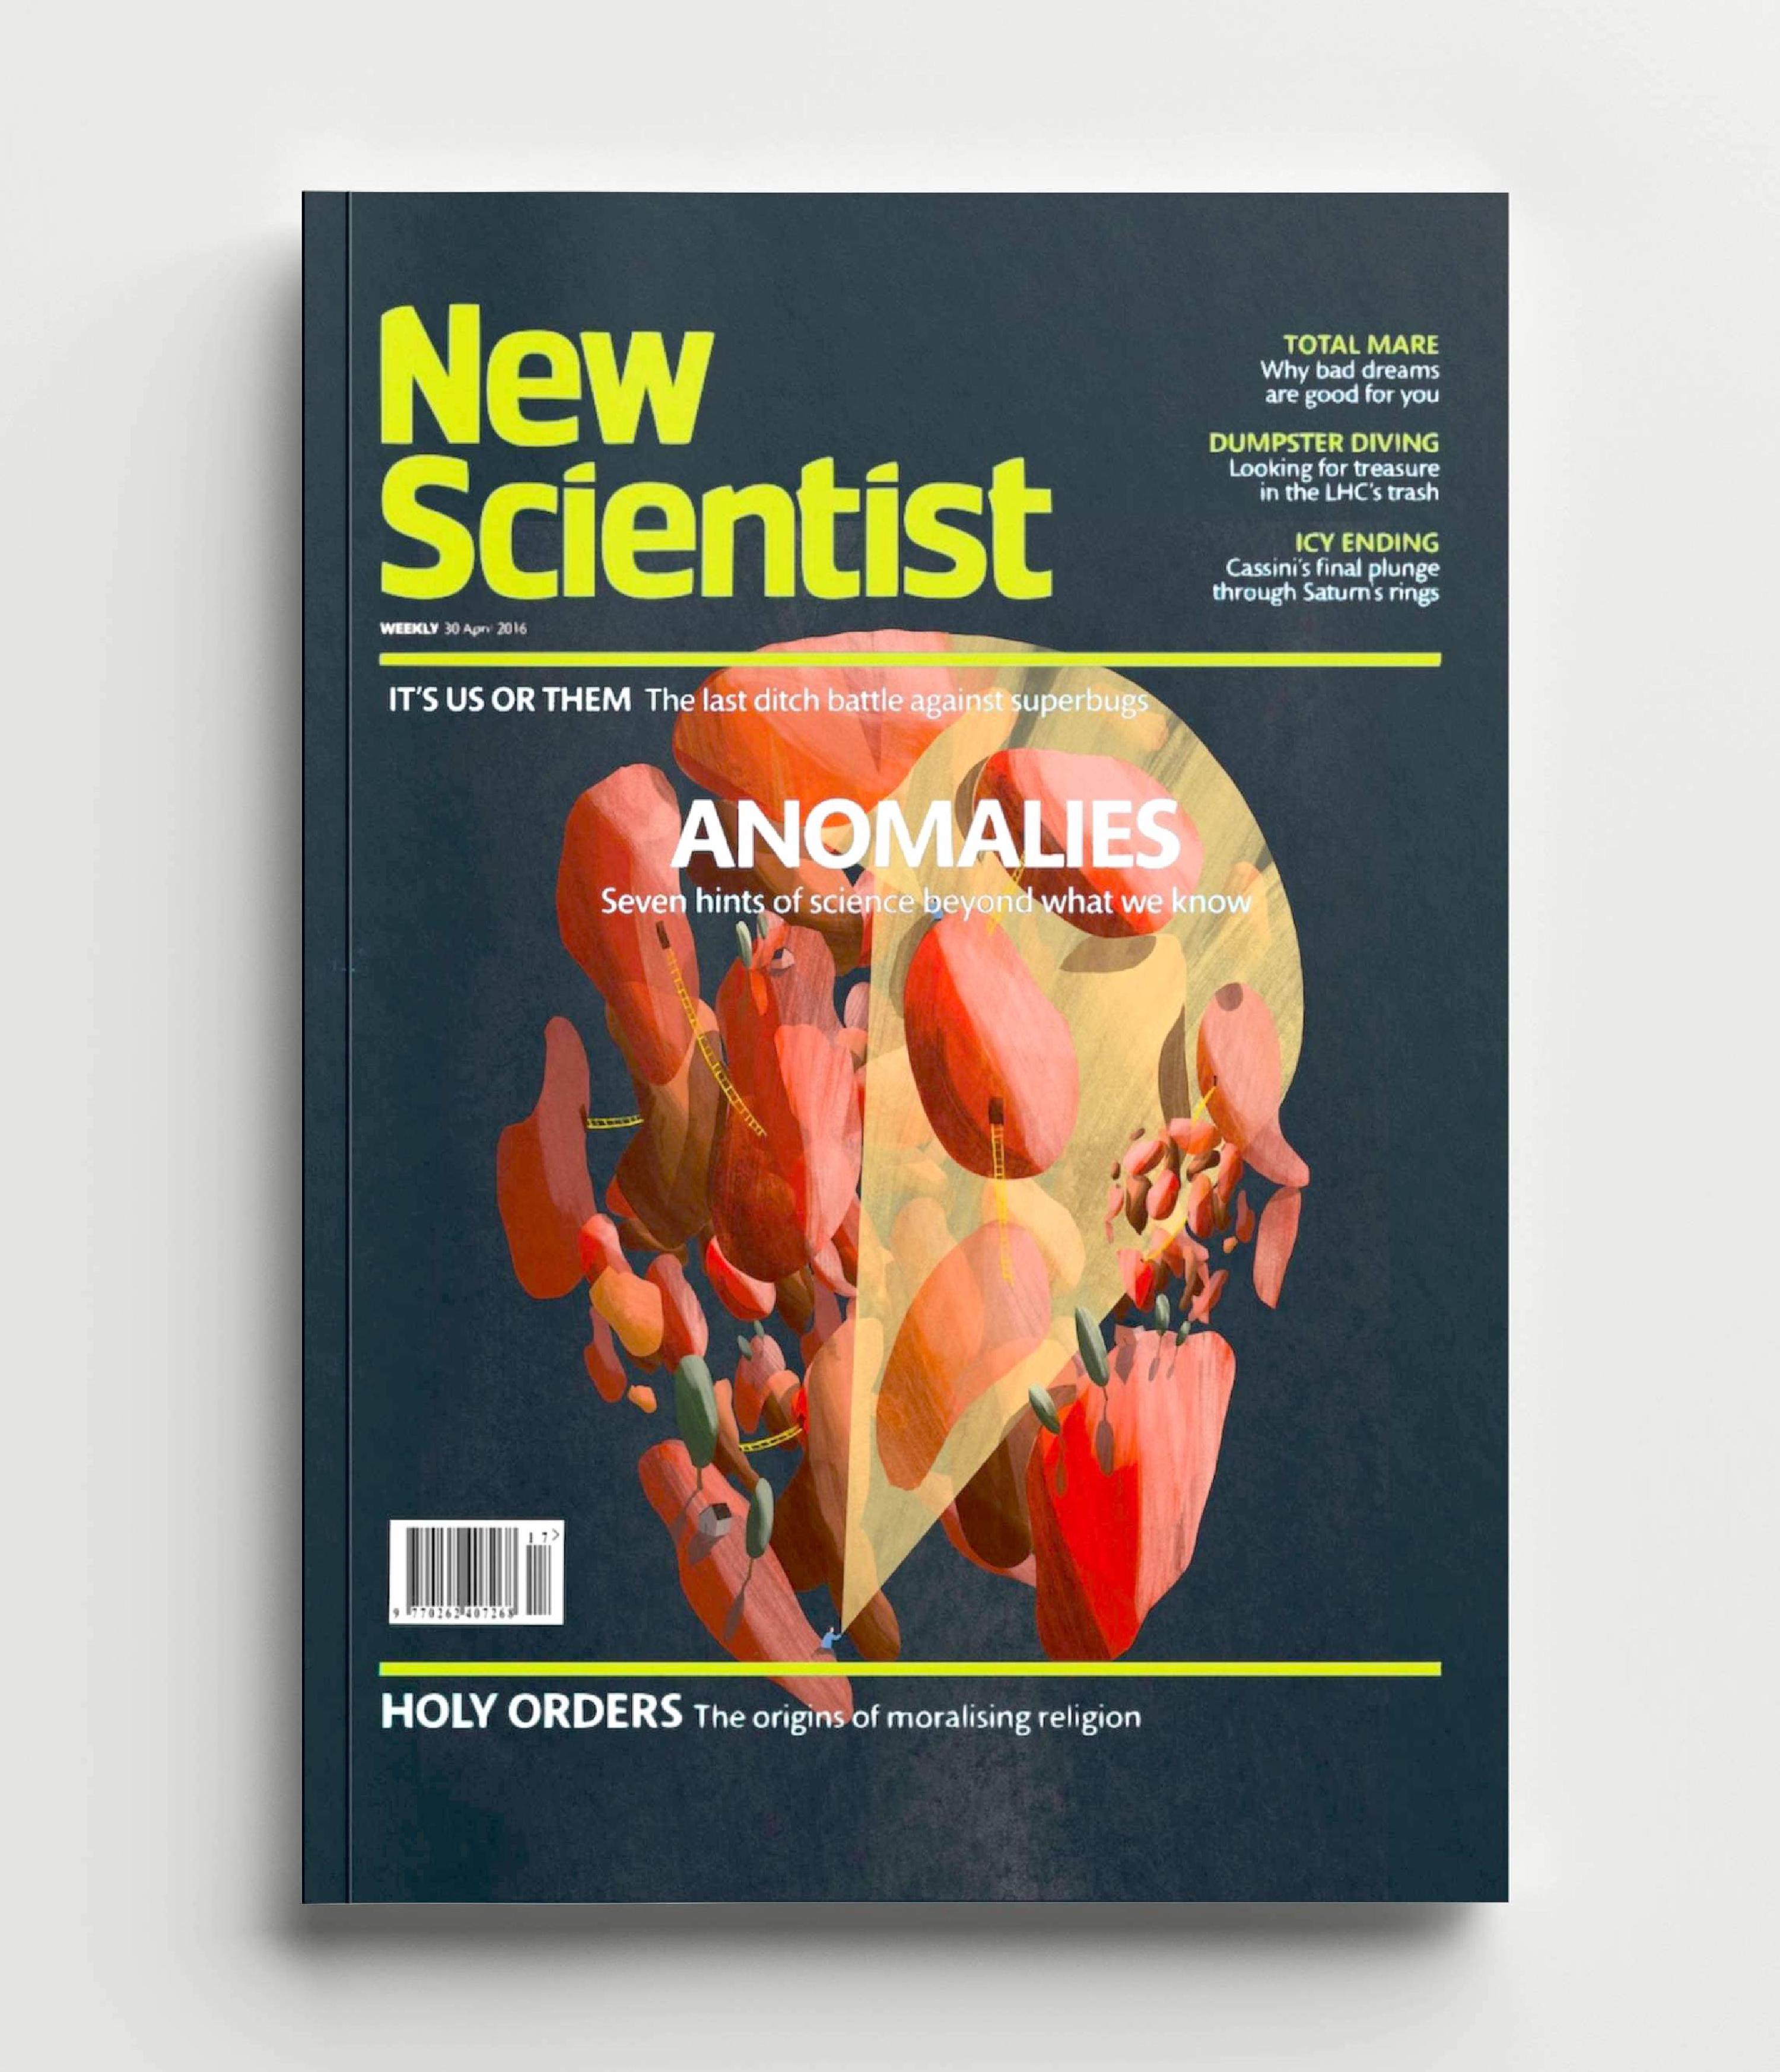 New
Scientist
WEEKLY 30 April 2016
TOTAL MARE
Why bad dreams
are good for you
DUMPSTER DIVING
Looking for treasure
in the LHC's trash
ICY ENDING
Cassini's final plunge
through Saturn's rings
IT'S US OR THEM The last ditch battle against superbugs
ANOMALIES
Seven hints of science beyond what we know
17>
9 770262 407268
HOLY ORDERS The origins of moralising religion